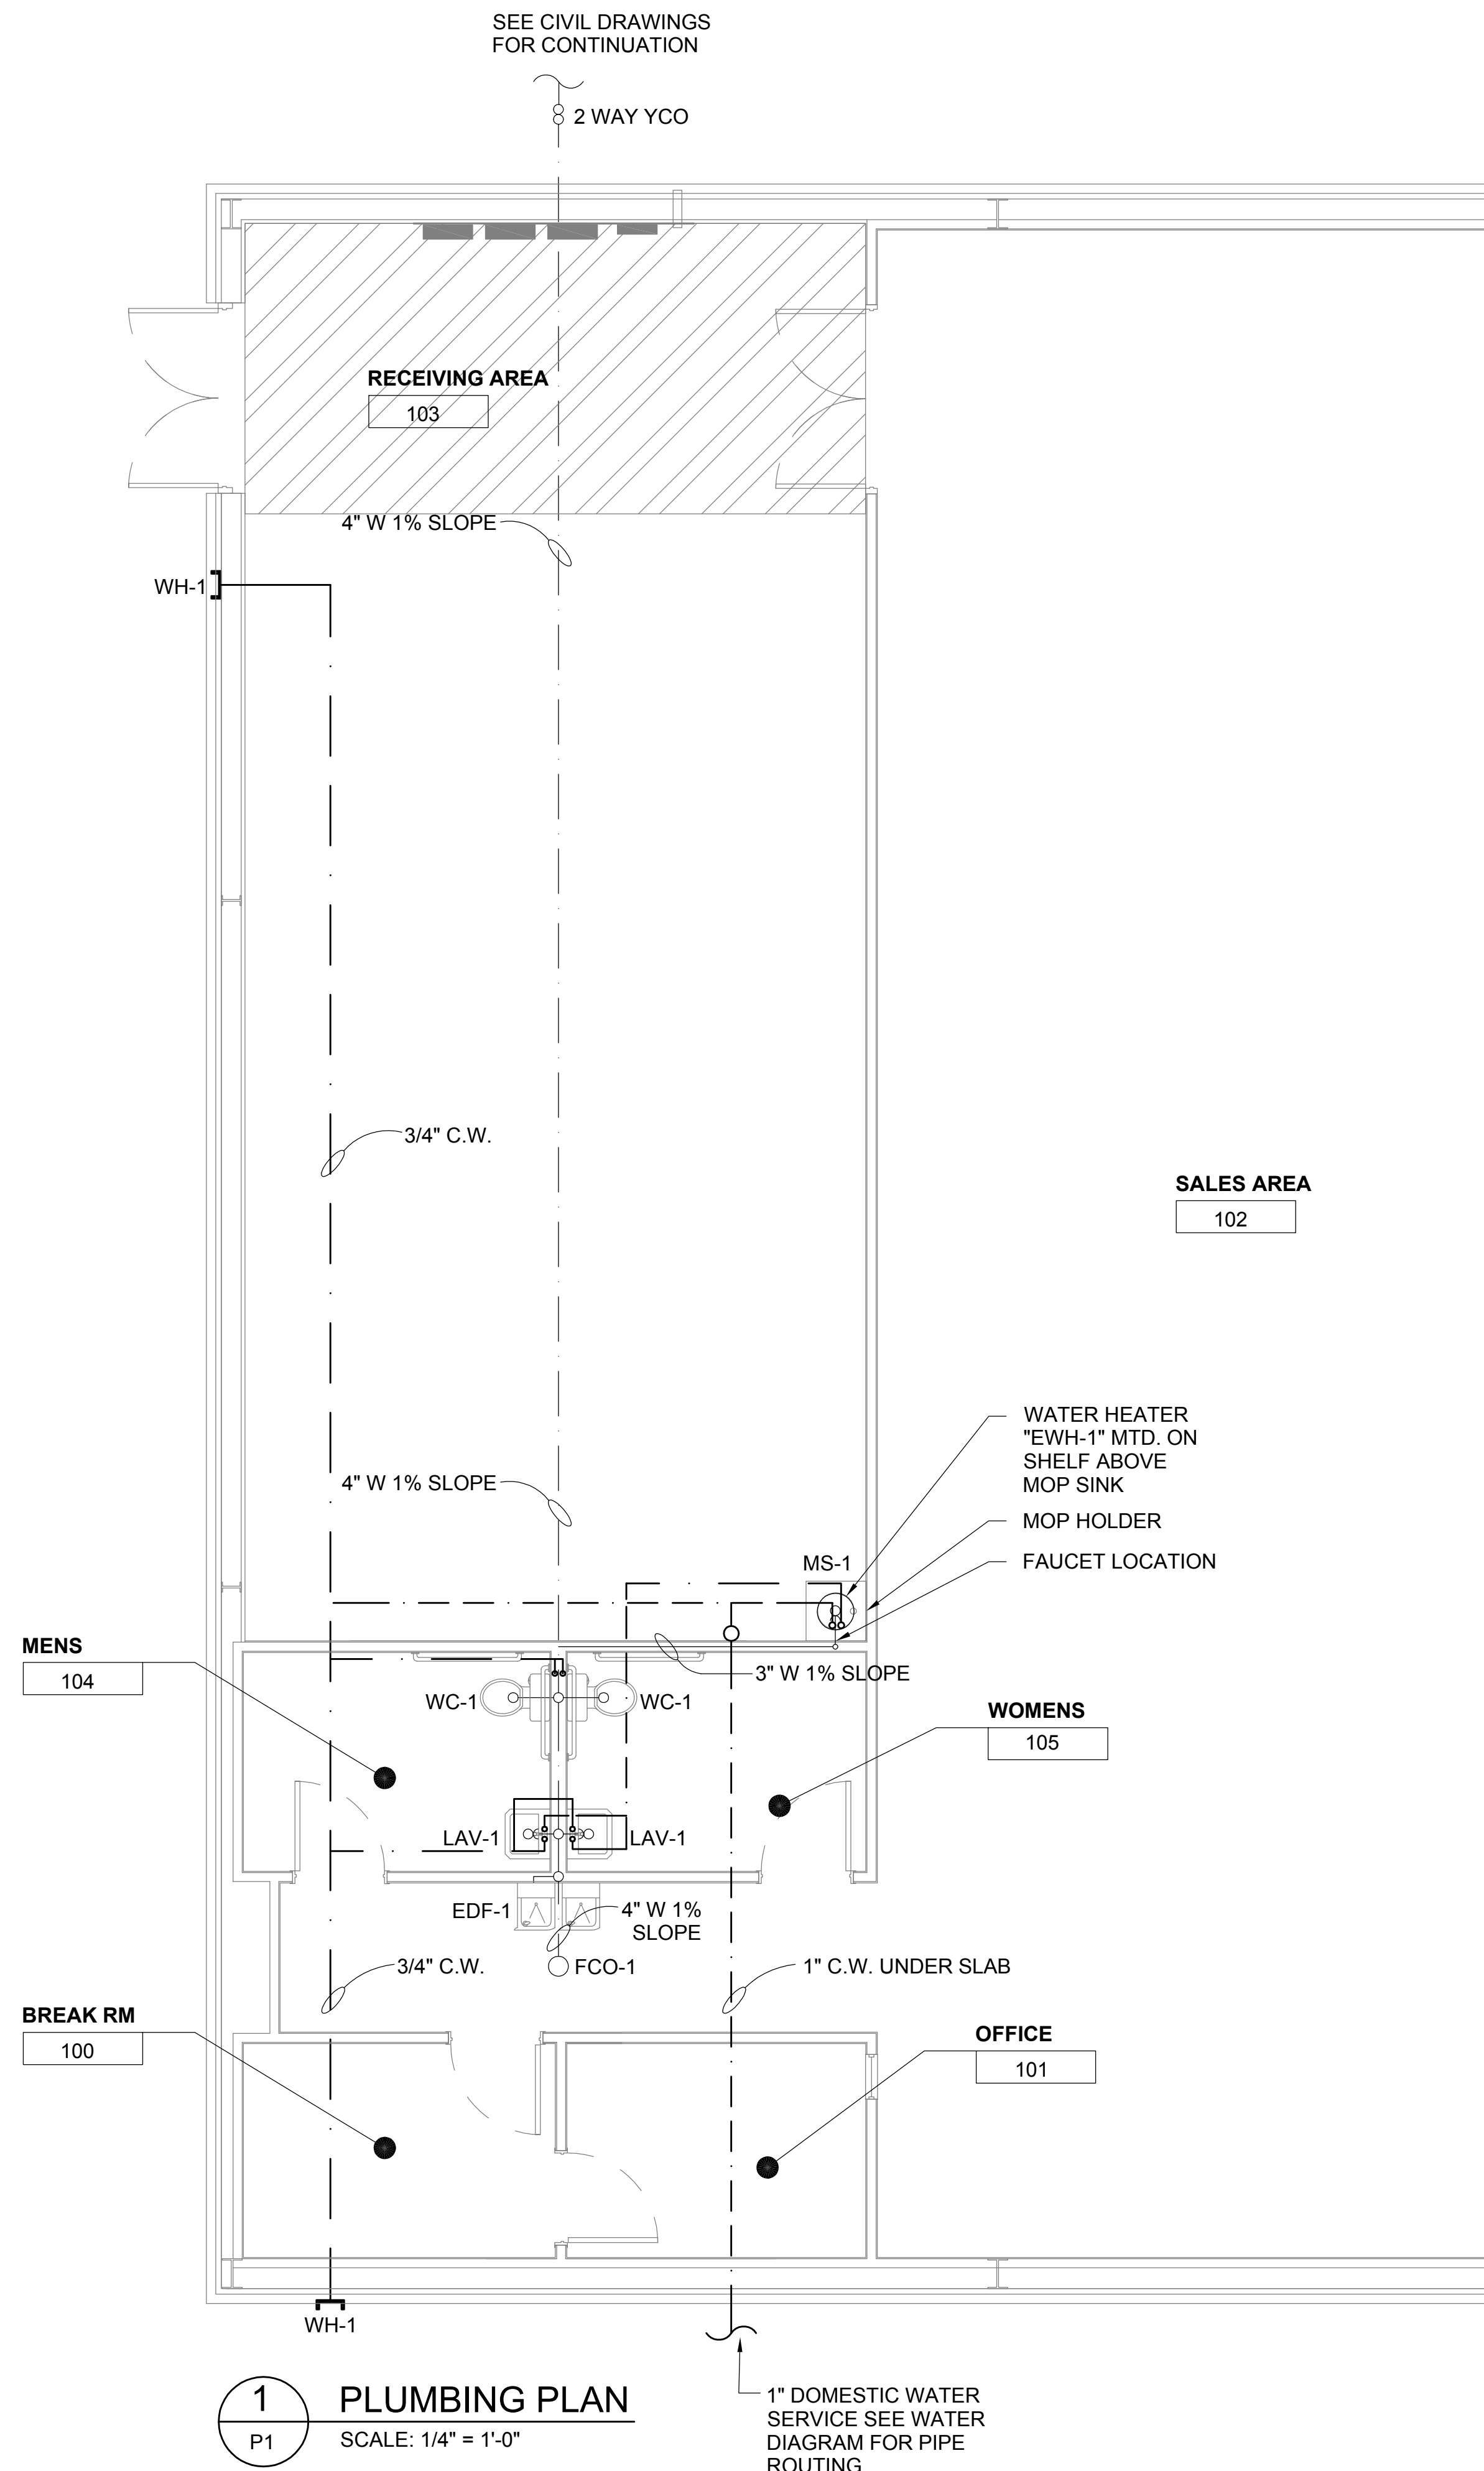 SEE CIVIL DRAWINGS
FOR CONTINUATION
2 WAY YCO
RECEIVING AREA
103
4" W 1% SLOPE
WH-1
3/4" C.W.
SALES AREA
102
WATER HEATER
"EWH-1" MTD. ON
SHELF ABOVE
MOP SINK
4" W 1% SLOPE
MOP HOLDER
MS-1
FAUCET LOCATION
MENS
104
3" W 1% SLOPE
WC-1
WC-1
WOMENS
105
LAV-1
LAV-1
EDF-1
4" W 1%
SLOPE
3/4" C.W.
FCO-1
1" C.W. UNDER SLAB
BREAK RM
100
OFFICE
101
WH-1
1
P1
PLUMBING PLAN
SCALE: 1/4" = 1'-0"
1" DOMESTIC WATER
SERVICE SEE WATER
DIAGRAM FOR PIPE
ROUTING